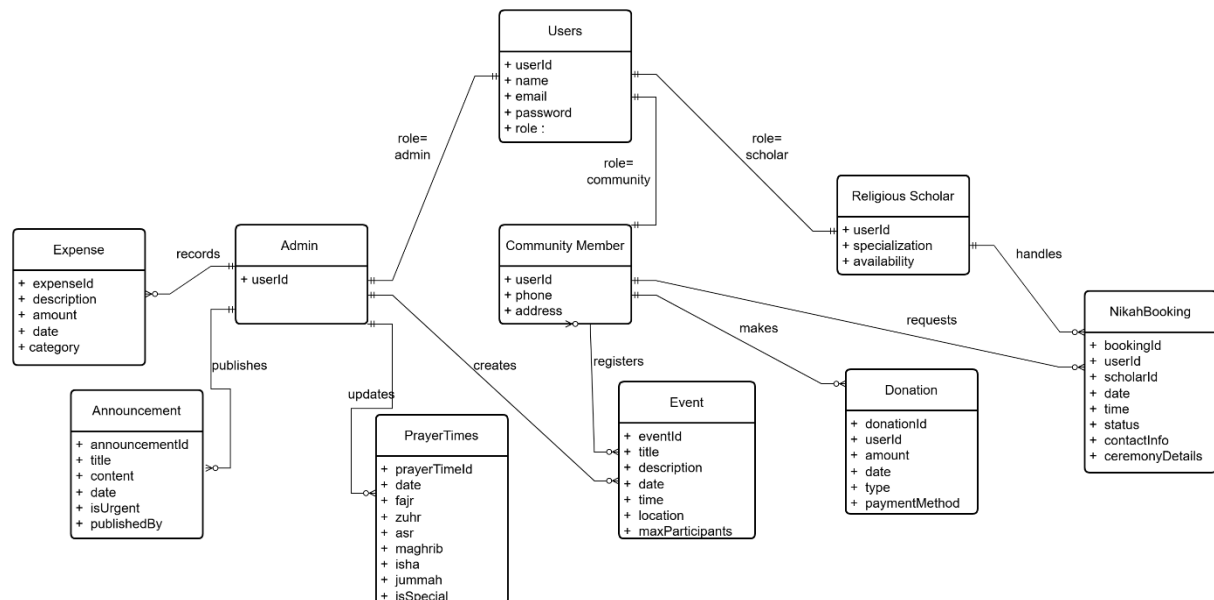 Users
+ userId
+ name
+ email
+ password
+ role :
role=
admin
role=
community
role=
scholar
Religious Scholar
+ userId
+ specialization
+ availability
Expense
+ expenseId
+ description
+ amount
+ date
+ category
records
Admin
+ userId
Community Member
+ userId
+ phone
+ address
handles
NikahBooking
+ bookingId
+ userId
+ scholarId
+ date
+ time
+ status
+ contactInfo
+ ceremonyDetails
requests
makes
registers
creates
publishes
updates
Announcement
+ announcementId
+ title
+ content
+ date
+ isUrgent
+ publishedBy
PrayerTimes
+ prayerTimeId
+ date
+ fajr
+ zuhr
+ asr
+ maghrib
+ isha
+ jummah
+ isSpecial
Event
+ eventId
+ title
+ description
+ date
+ time
+ location
+ maxParticipants
Donation
+ donationId
+ userId
+ amount
+ date
+ type
+ paymentMethod